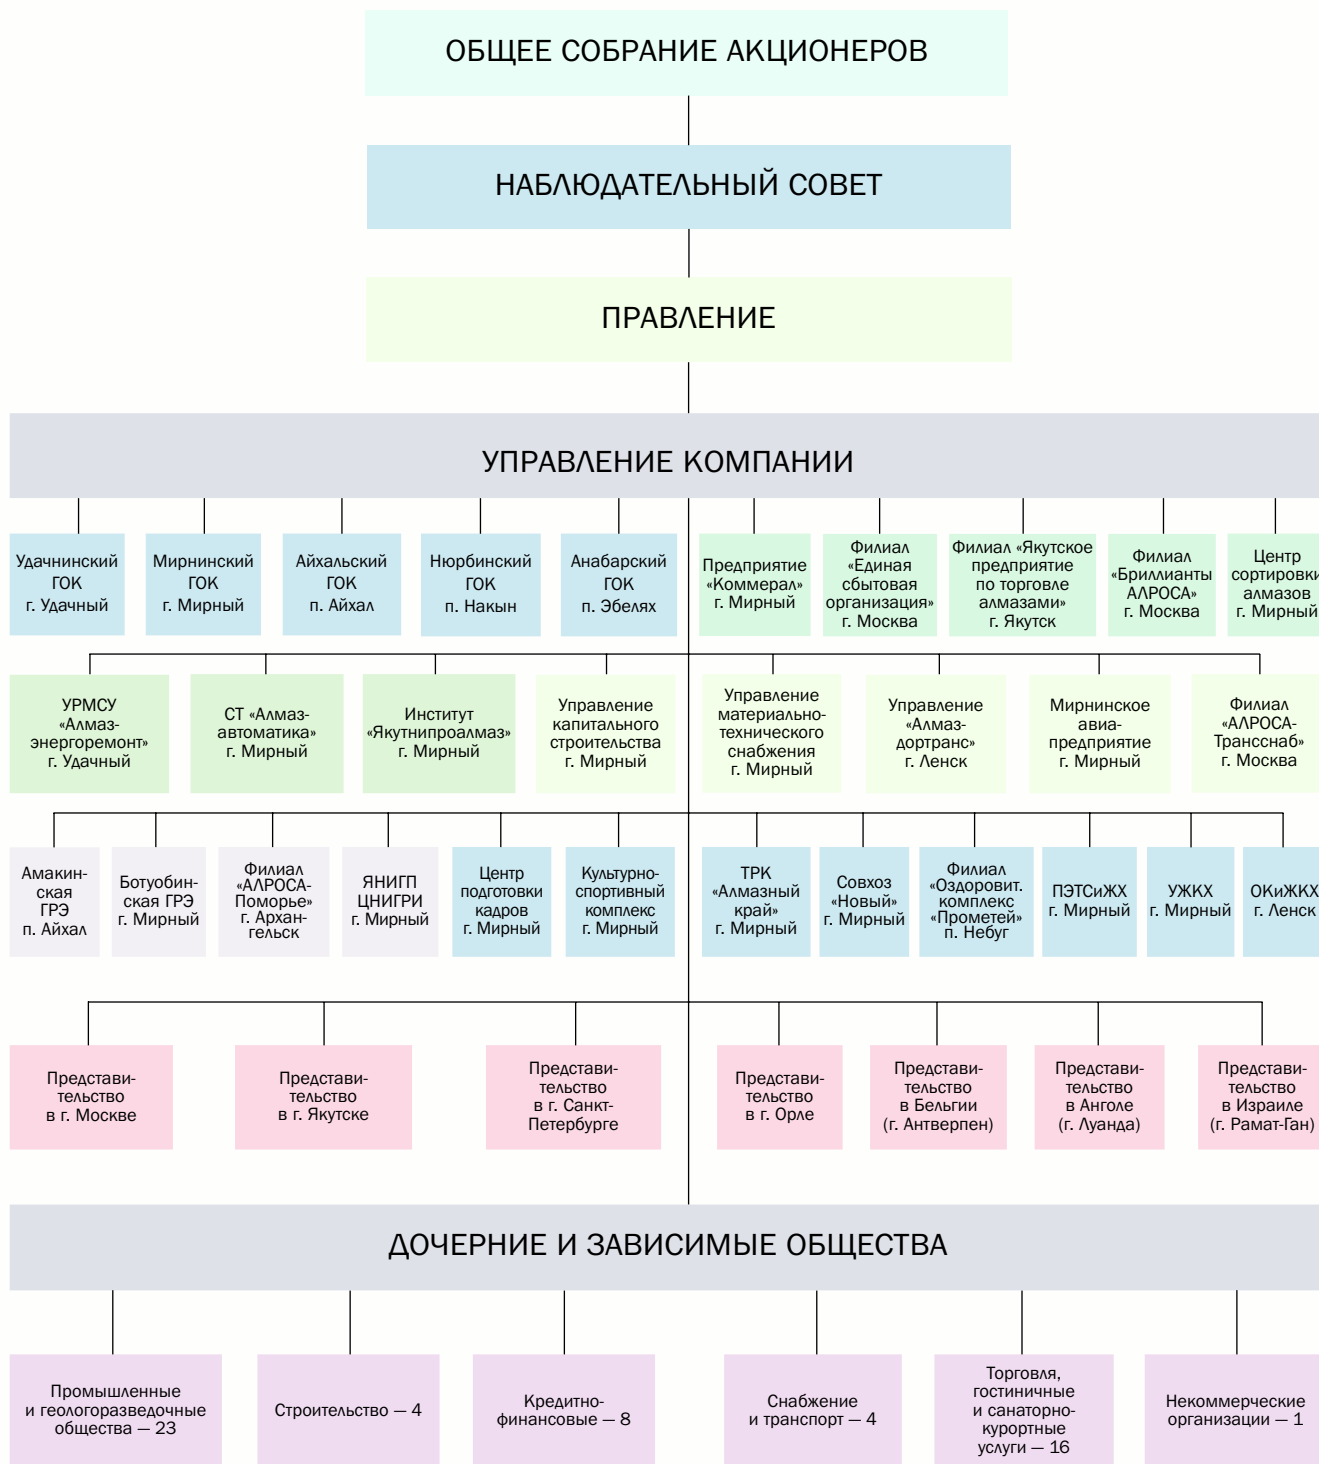 ОБЩЕЕ СОБРАНИЕ АКЦИОНЕРОВ
НАБЛЮДАТЕЛЬНЫЙ СОВЕТ
ПРАВЛЕНИЕ
УПРАВЛЕНИЕ КОМПАНИИ
Удачнинский
ГОК
г. Удачный
Мирнинский
ГОК
г. Мирный
Айхальский
ГОК
п. Айхал
Нюрбинский
ГОК
п. Накын
Анабарский
ГОК
п. Эбелях
Предприятие
«Коммерал»
г. Мирный
Филиал
«Единая
сбытовая
организация»
г. Москва
Филиал «Якутское
предприятие
по торговле
алмазами»
г. Якутск
Филиал
«Бриллианты
АЛРОСА»
г. Москва
Центр
сортировки
алмазов
г. Мирный
УРМСУ
«Алмаз-
энергоремонт»
г. Удачный
СТ «Алмаз-
автоматика»
г. Мирный
Институт
«Якутнипроалмаз»
г. Мирный
Управление
капитального
строительства
г. Мирный
Управление
материально-
технического
снабжения
г. Мирный
Управление
«Алмаз-
дортранс»
г. Ленск
Мирнинское
авиа-
предприятие
г. Мирный
Филиал
«АЛРОСА-
Трансснаб»
г. Москва
Амакин-
ская
ГРЭ
п. Айхал
Ботуобин-
ская ГРЭ
г. Мирный
Филиал
«АЛРОСА-
Поморье»
г. Архан-
гельск
ЯНИГП
ЦНИГРИ
г. Мирный
Центр
подготовки
кадров
г. Мирный
Культурно-
спортивный
комплекс
г. Мирный
ТРК
«Алмазный
край»
г. Мирный
Совхоз
«Новый»
г. Мирный
Филиал
«Оздоровит.
комплекс
«Прометей»
п. Небуг
ПЭТСиЖХ
г. Мирный
УЖКХ
г. Мирный
ОКиЖКХ
г. Ленск
Представи-
тельство
в г. Москве
Представи-
тельство
в г. Якутске
Представи-
тельство
в г. Санкт-
Петербурге
Представи-
тельство
в г. Орле
Представи-
тельство
в Бельгии
(г. Антверпен)
Представи-
тельство
в Анголе
(г. Луанда)
Представи-
тельство
в Израиле
(г. Рамат-Ган)
ДОЧЕРНИЕ И ЗАВИСИМЫЕ ОБЩЕСТВА
Промышленные
и геологоразведочные
общества — 23
Строительство — 4
Кредитно-
финансовые — 8
Снабжение
и транспорт — 4
Торговля,
гостиничные
и санаторно-
курортные
услуги — 16
Некоммерческие
организации — 1